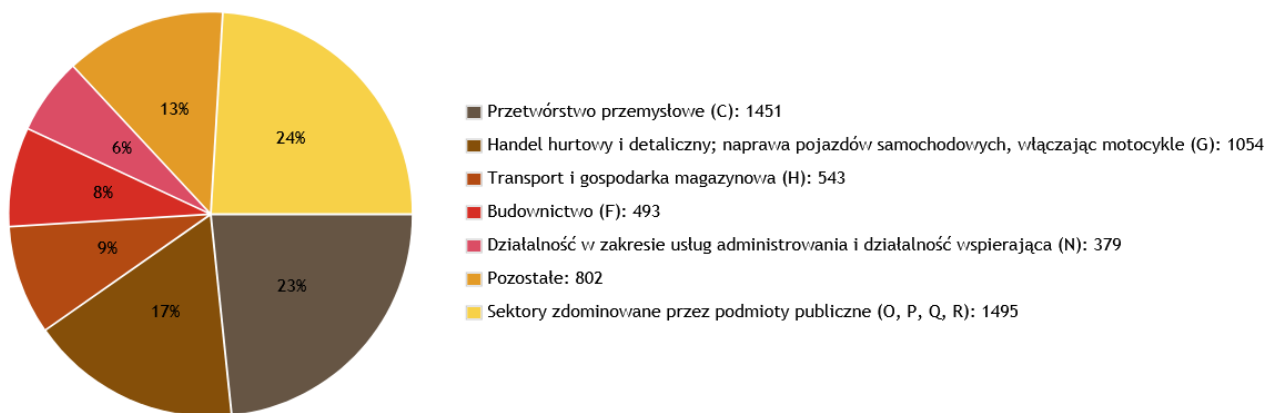 13%
24%
6%
8%
9%
17%
23%
Przetwórstwo przemysłowe (C): 1451
Handel hurtowy i detaliczny; naprawa pojazdów samochodowych, włączając motocykle (G): 1054
Transport i gospodarka magazynowa (H): 543
Budownictwo (F): 493
Działalność w zakresie usług administrowania i działalność wspierająca (N): 379
Pozostałe: 802
Sektory zdominowane przez podmioty publiczne (O, P, Q, R): 1495